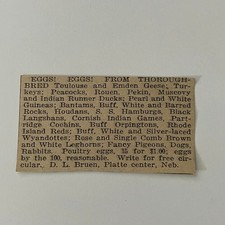 EGGS! EGGS! FROM THOROUGH-
BRED Toulouse and Emden Geese; Tur-
keys; Peacocks, Rouen, Pekin, Muscovy
and Indian Runner Ducks; Pearl and White
Guineas; Bantams, Buff, White and Barred
Rocks, Houdans, S. S. Hamburgs, Black
Langshans, Cornish Indian Games, Part-
ridge Cochins, Buff Orpingtons, Rhode
Island Reds; Buff, White and Silver-laced
Wyandottes; Rose and Single Comb Brown
and White Leghorns; Fancy Pigeons, Dogs,
Rabbits. Poultry eggs, 15 for $1.00; eggs
by the 100, reasonable. Write for free cir-
cular. D. L. Bruen, Platte center, Neb.